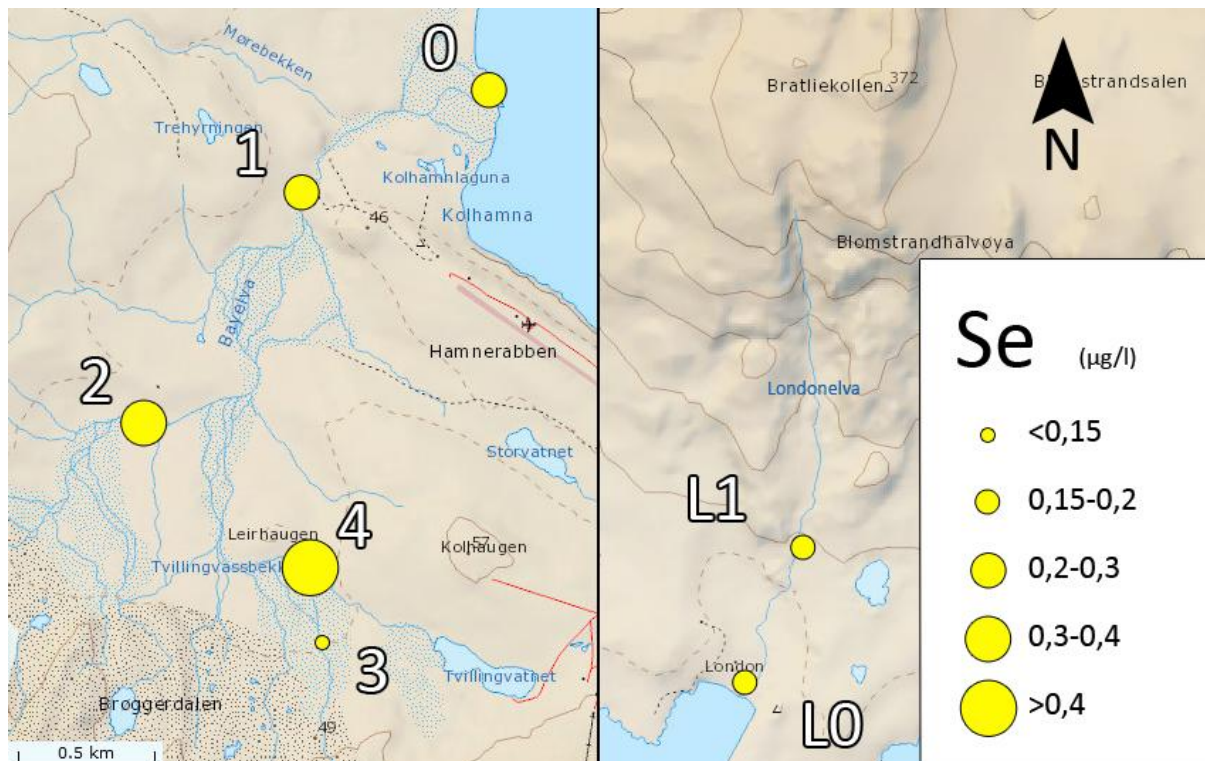 Mørebekken
0
Trehyrningen
1
Kolhamnlaguna
46
Kolhamna
Bayelva
Hamnerabben
2
Storvatnet
4
Leirhaugen
57
Kolhaugen
3
Tvillingvatnet
Brøggerdalen
49
0.5 km
372
Bratliekollen
N
Blomstrandhalvøya
Londonelva
L1
London
L0
Se (µg/l)
<0,15
0,15-0,2
0,2-0,3
0,3-0,4
>0,4